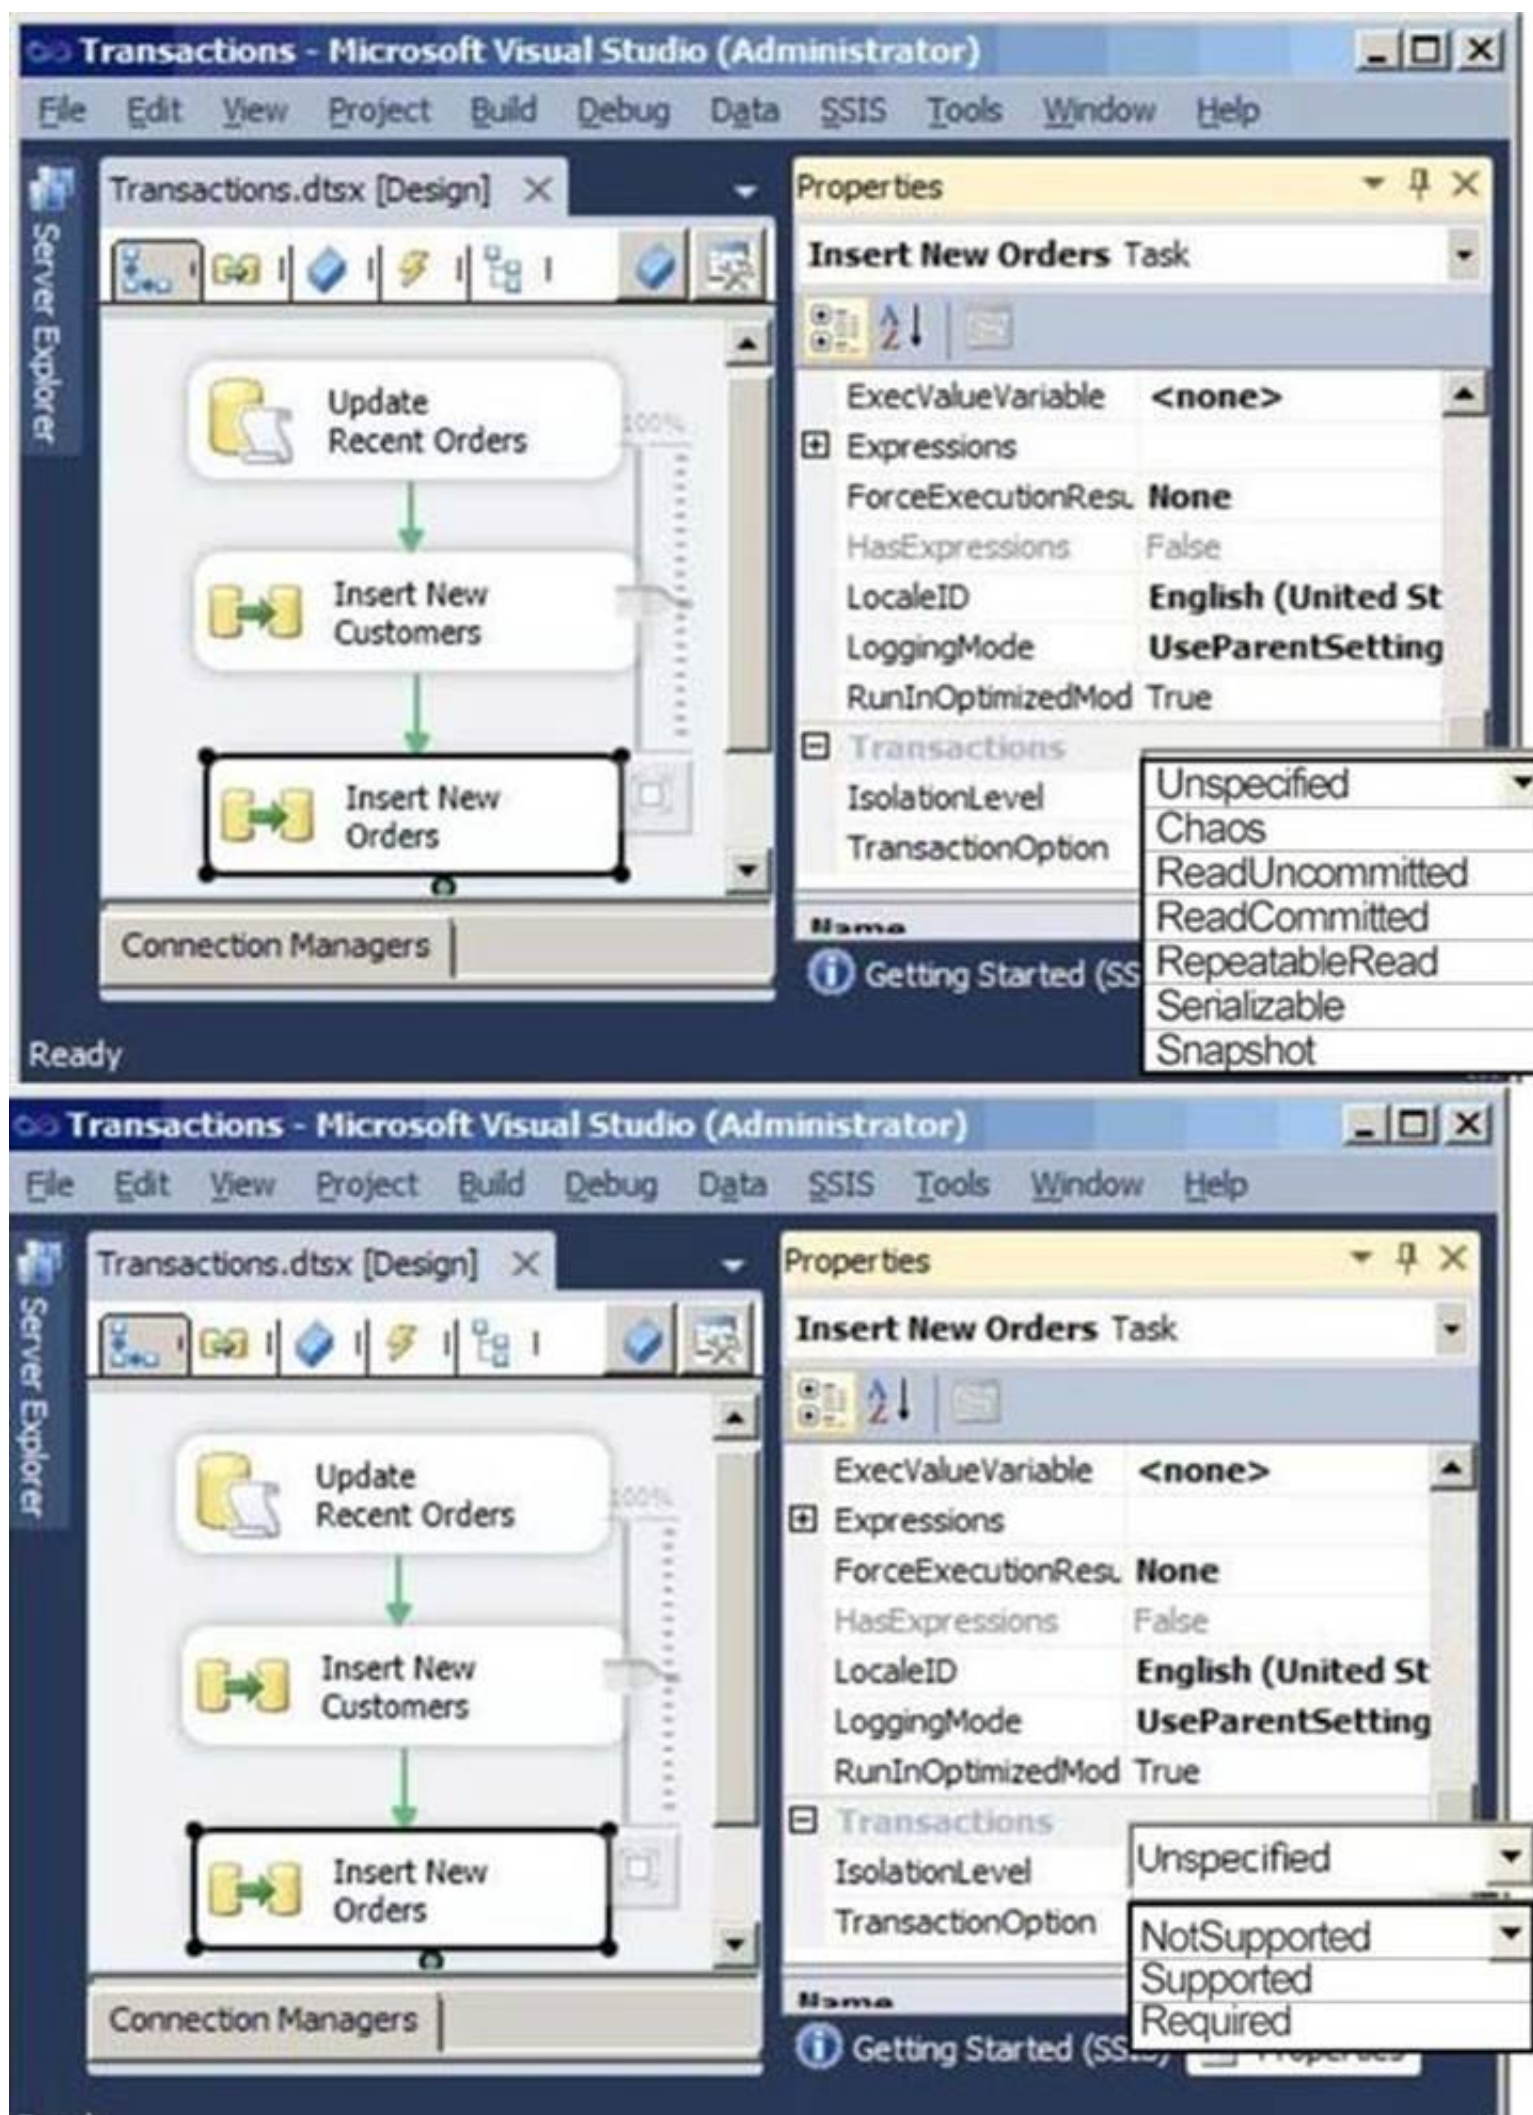 Transactions - Microsoft Visual Studio (Administrator)
File Edit View Project Build Debug Data SSIS Tools Window Help
Server Explorer
Transactions.dtsx [Design]
Properties
Insert New Orders Task
Update
Recent Orders
100%
Insert New
Customers
Insert New
Orders
Connection Managers
ExecValueVariable <none>
Expressions
ForceExecutionResu None
HasExpressions False
LocaleID English (United St
LoggingMode UseParentSetting
RunInOptimizedMod True
Transactions
IsolationLevel
TransactionOption
Unspecified
Chaos
ReadUncommitted
ReadCommitted
RepeatableRead
Serializable
Snapshot
Name
Getting Started (SS
Ready
Transactions - Microsoft Visual Studio (Administrator)
File Edit View Project Build Debug Data SSIS Tools Window Help
Server Explorer
Transactions.dtsx [Design]
Properties
Insert New Orders Task
Update
Recent Orders
100%
Insert New
Customers
Insert New
Orders
Connection Managers
ExecValueVariable <none>
Expressions
ForceExecutionResu None
HasExpressions False
LocaleID English (United St
LoggingMode UseParentSetting
RunInOptimizedMod True
Transactions
IsolationLevel Unspecified
TransactionOption
NotSupported
Supported
Required
Name
Getting Started (SSIS) Properties